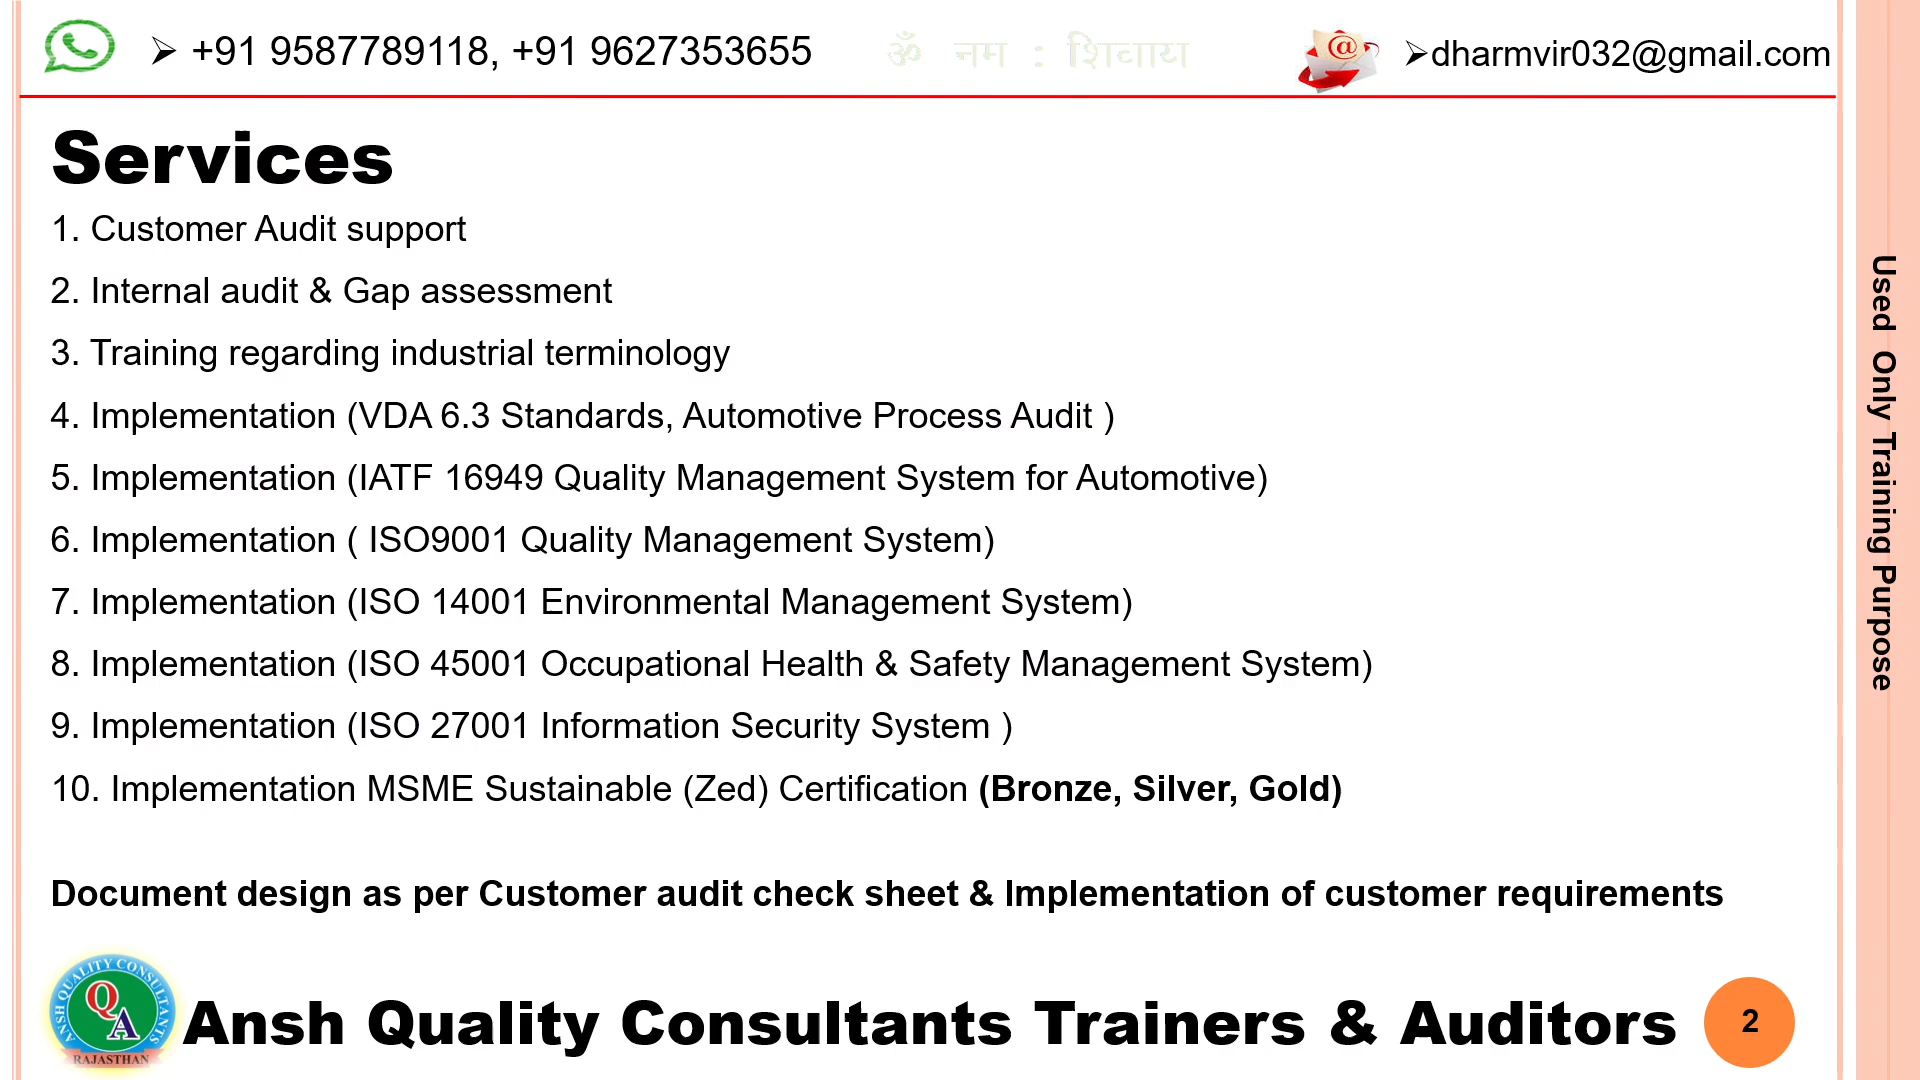 ➢ +91 9587789118, +91 9627353655
ॐ नम : शिवाय
➢dharmvir032@gmail.com
Services
1. Customer Audit support
2. Internal audit & Gap assessment
3. Training regarding industrial terminology
4. Implementation (VDA 6.3 Standards, Automotive Process Audit )
5. Implementation (IATF 16949 Quality Management System for Automotive)
6. Implementation ( ISO9001 Quality Management System)
7. Implementation (ISO 14001 Environmental Management System)
8. Implementation (ISO 45001 Occupational Health & Safety Management System)
9. Implementation (ISO 27001 Information Security System )
10. Implementation MSME Sustainable (Zed) Certification (Bronze, Silver, Gold)
Document design as per Customer audit check sheet & Implementation of customer requirements
Used Only Training Purpose
ANSH QUALITY CONSULTANTS
QA
RAJASTHAN
Ansh Quality Consultants Trainers & Auditors
2